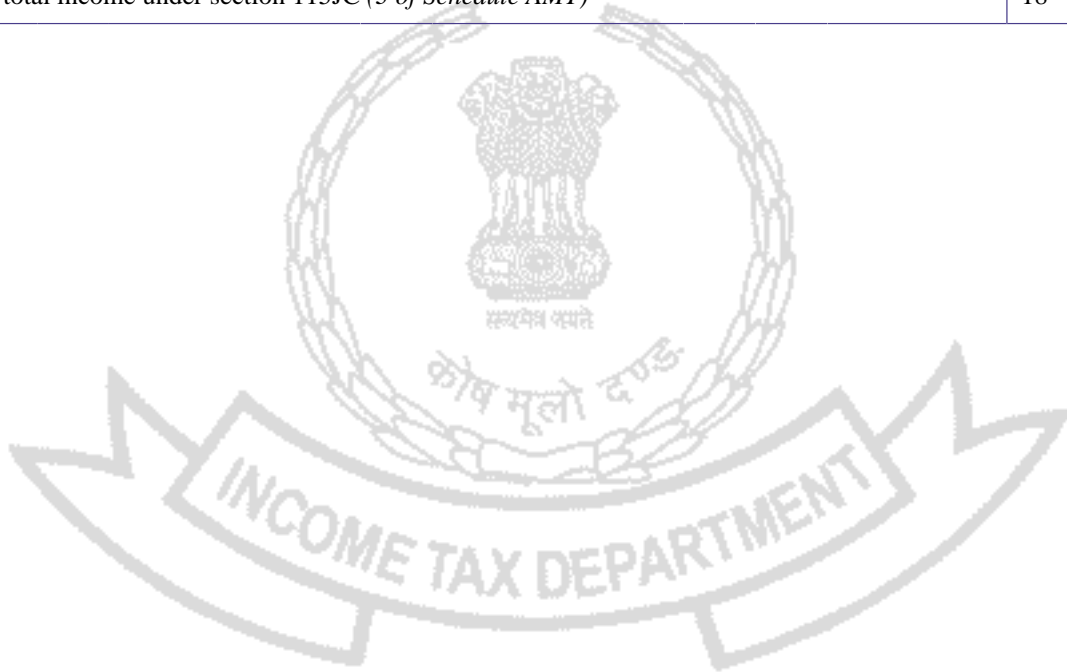 total income under section 115JC (3 of Schedule AMT) 18
सत्यमेव जयते
कोष मूलो दण्डः
INCOME TAX DEPARTMENT